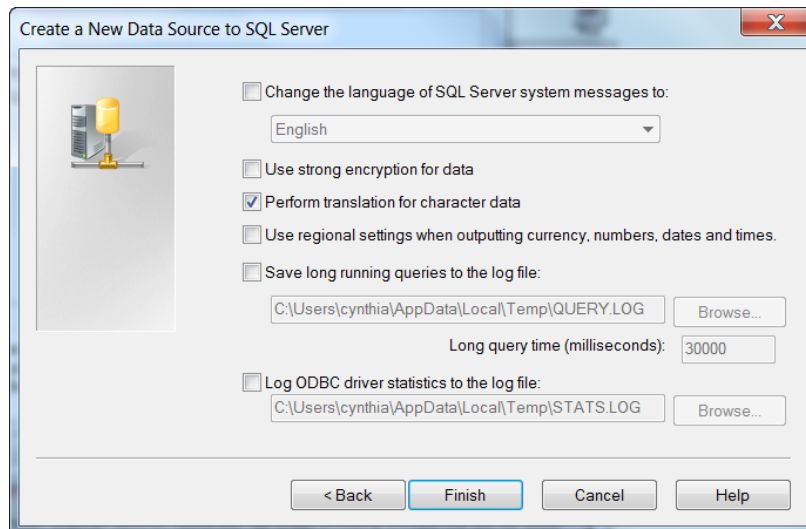 Create a New Data Source to SQL Server
Change the language of SQL Server system messages to:
English
Use strong encryption for data
Perform translation for character data
Use regional settings when outputting currency, numbers, dates and times.
Save long running queries to the log file:
C:\Users\cynthia\AppData\Local\Temp\QUERY.LOG
Browse...
Long query time (milliseconds):
30000
Log ODBC driver statistics to the log file:
C:\Users\cynthia\AppData\Local\Temp\STATS.LOG
Browse...
< Back
Finish
Cancel
Help